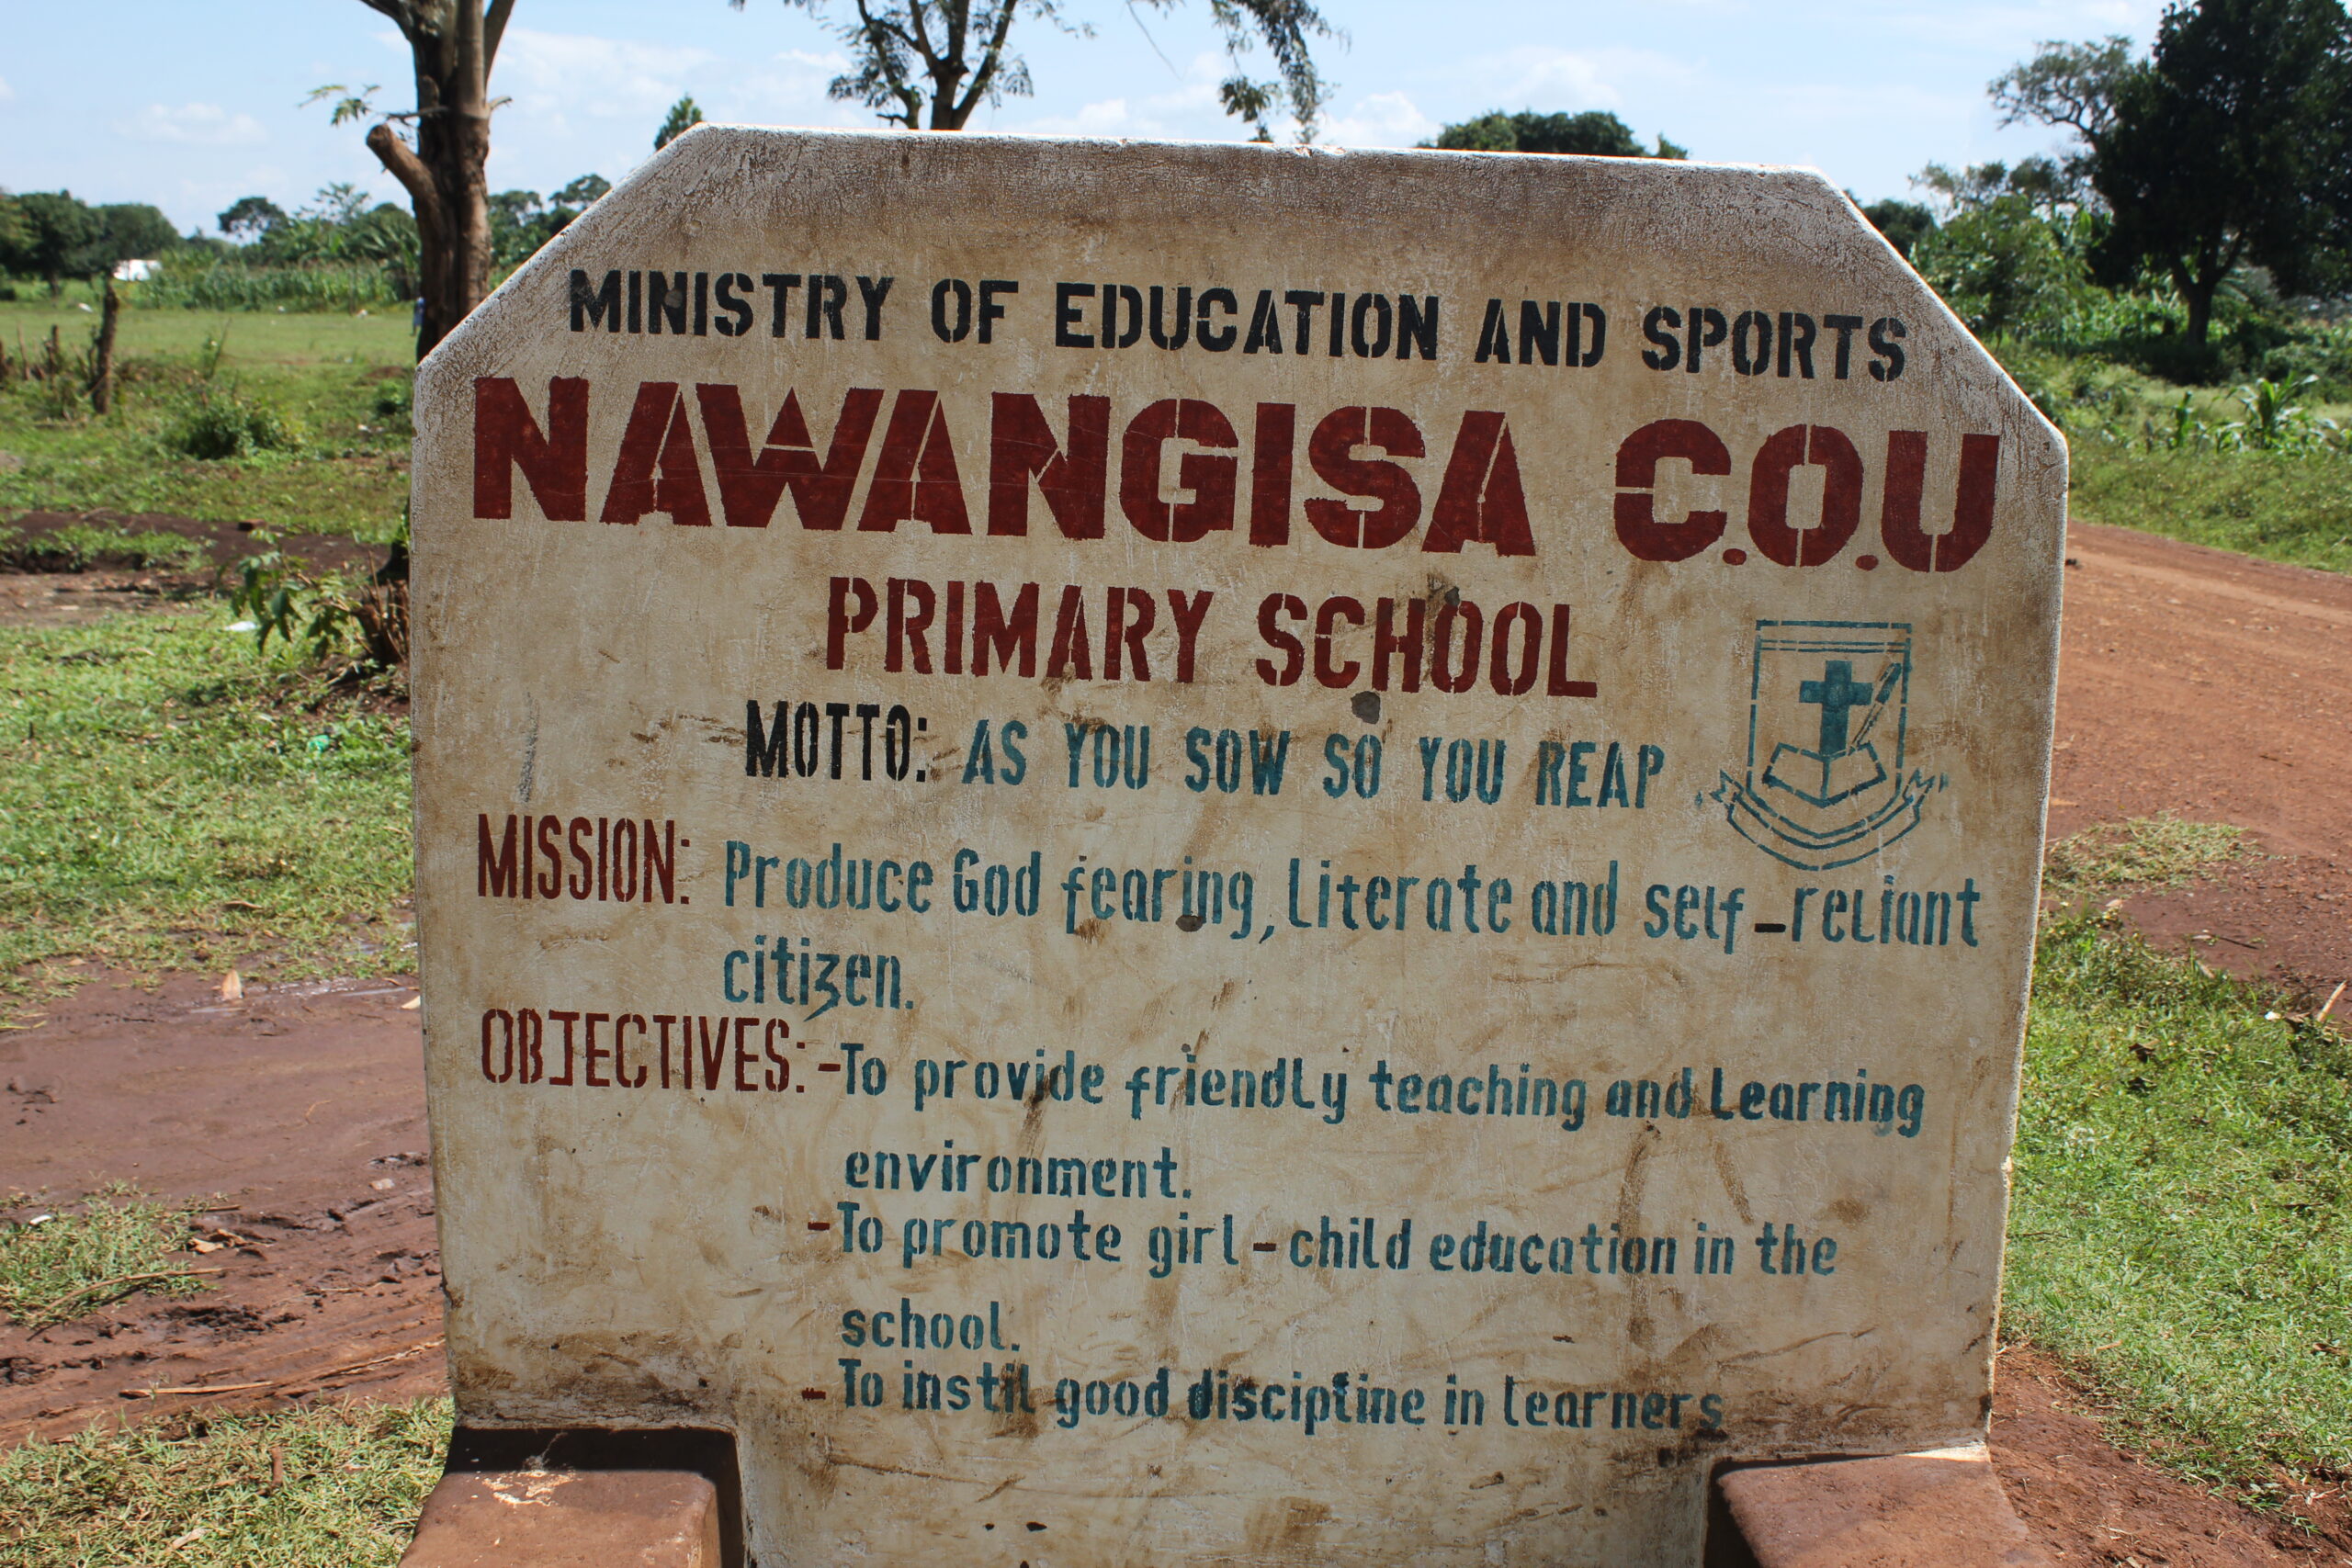 MINISTRY OF EDUCATION AND SPORTS
NAWANGISA C.O.U
PRIMARY SCHOOL
MOTTO: AS YOU SOW SO YOU REAP
MISSION: Produce God fearing, Literate and self-reliant
citizen.
OBJECTIVES: -To provide friendly teaching and Learning
environment.
-To promote girl-child education in the
school.
-To instil good discipline in learners